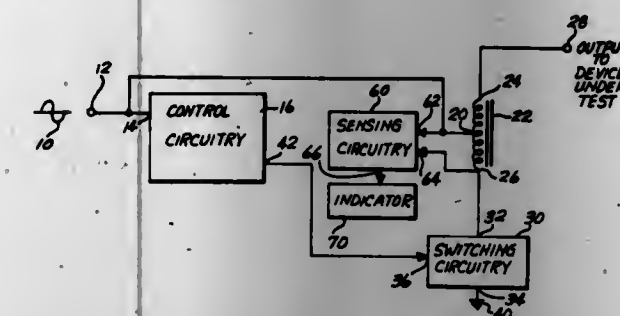 28
OUTPUT
TO
DEVICE
UNDER
TEST
12
60
24
14
CONTROL
CIRCUITRY
16
62
20
22
10
42
SENSING
CIRCUITRY
64
26
66
INDICATOR
70
32
30
SWITCHING
CIRCUITRY
36
34
40